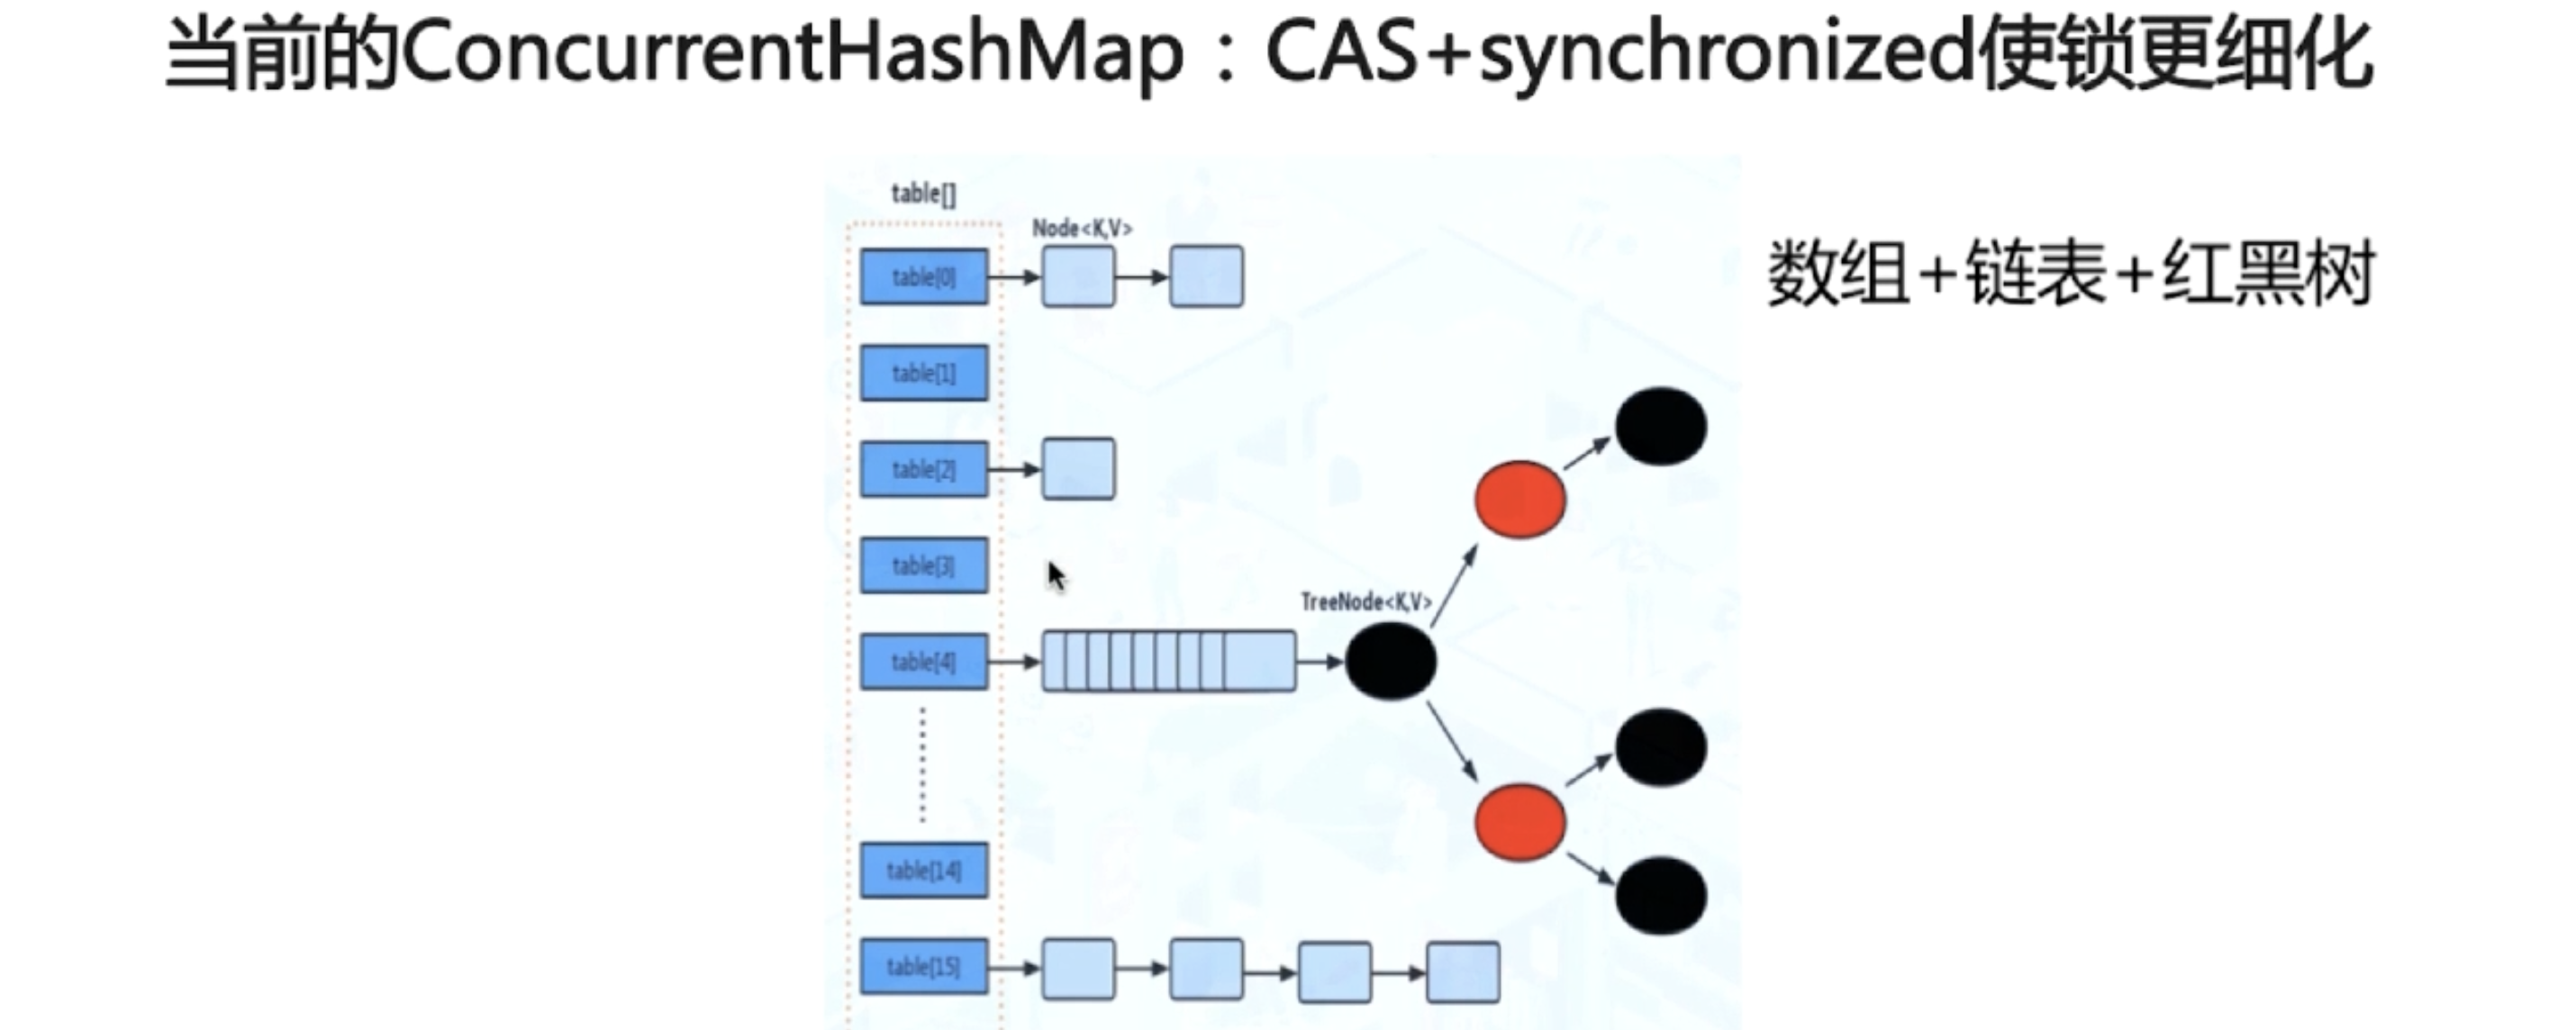 当前的ConcurrentHashMap：CAS+synchronized使锁更细化
table[]
Node<K,V>
table[0]
数组+链表+红黑树
table[1]
table[2]
table[3]
TreeNode<K,V>
table[4]
table[14]
table[15]